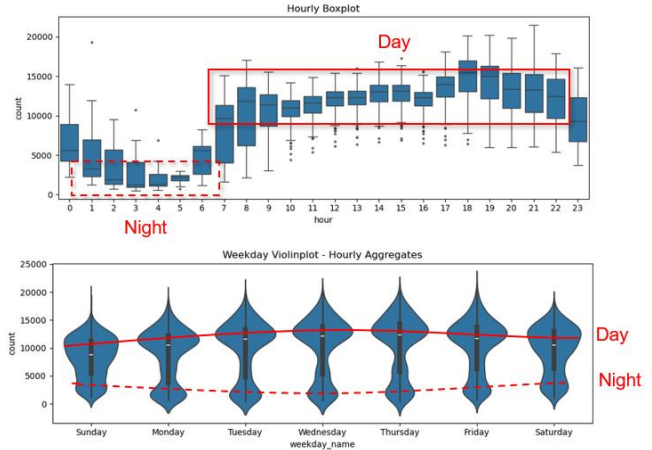 Hourly Boxplot
Day
20000
15000
10000
5000
0
count
0 1 2 3 4 5 6 7 8 9 10 11 12 13 14 15 16 17 18 19 20 21 22 23
hour
Night
Weekday Violinplot - Hourly Aggregates
25000
20000
15000
10000
5000
0
count
Day
Night
Sunday Monday Tuesday Wednesday Thursday Friday Saturday
weekday_name